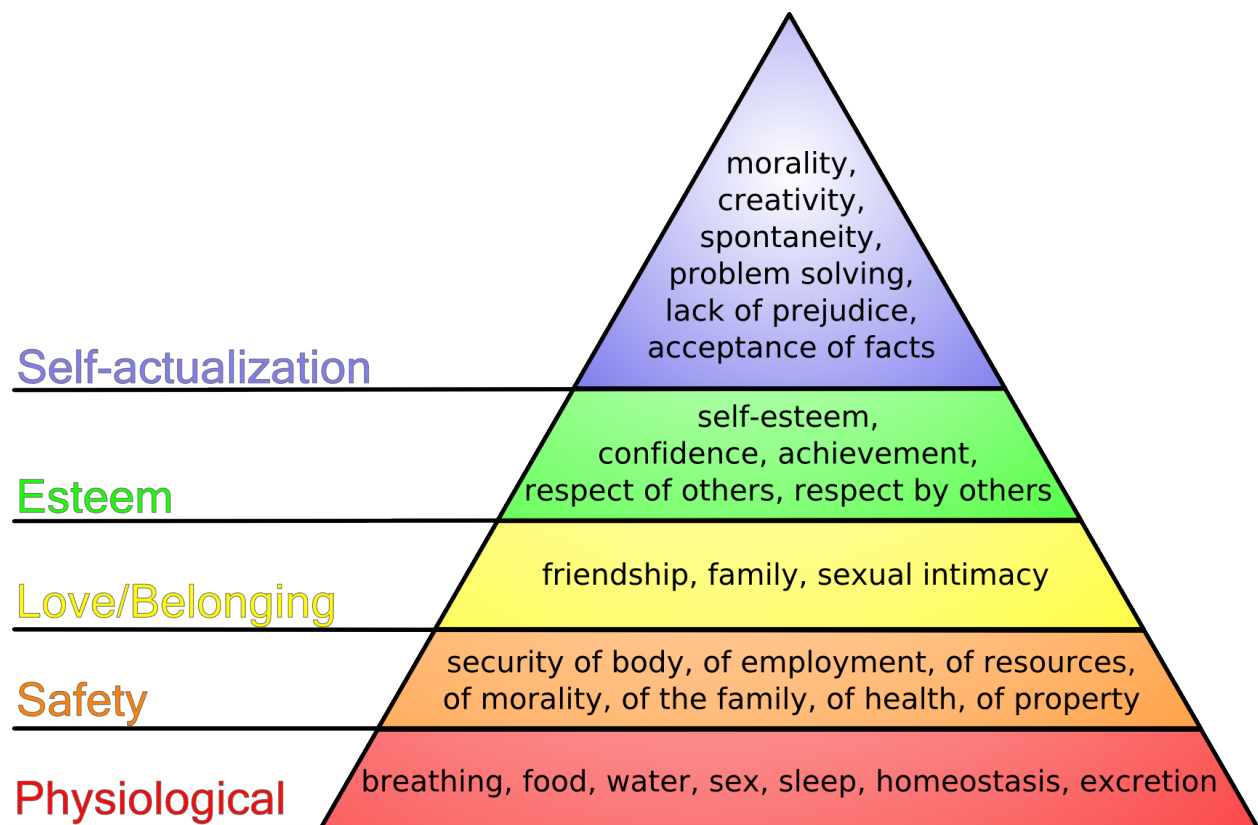 morality,
creativity,
spontaneity,
problem solving,
lack of prejudice,
acceptance of facts
Self-actualization
self-esteem,
confidence, achievement,
respect of others, respect by others
Esteem
friendship, family, sexual intimacy
Love/Belonging
security of body, of employment, of resources,
of morality, of the family, of health, of property
Safety
breathing, food, water, sex, sleep, homeostasis, excretion
Physiological